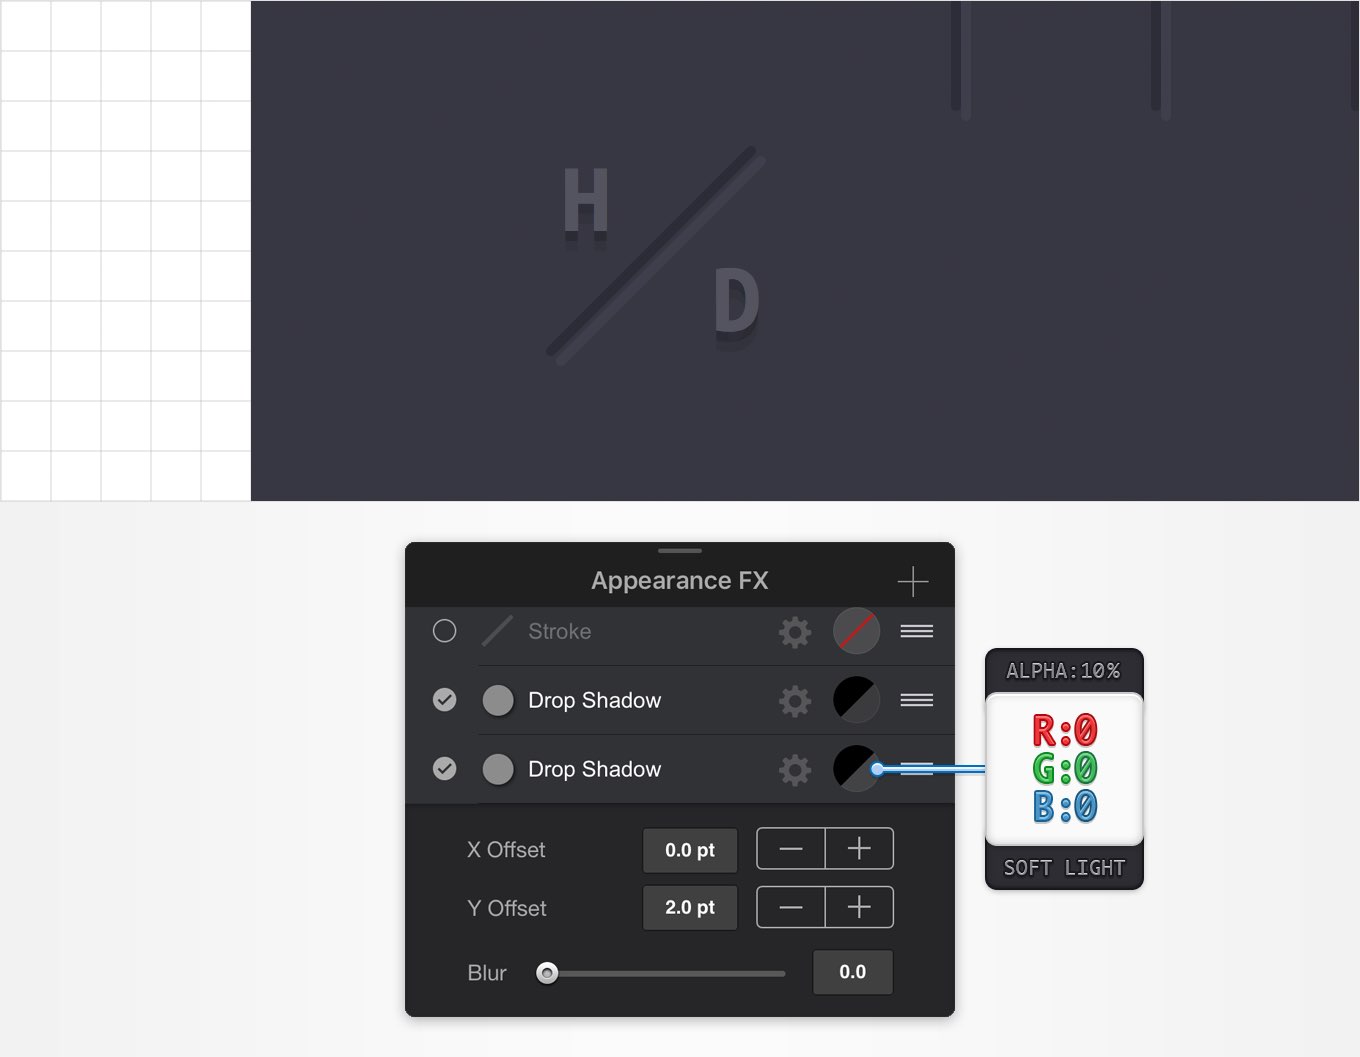 H
D
Appearance FX
Stroke
Drop Shadow
Drop Shadow
ALPHA:10%
R:0
G:0
B:0
SOFT LIGHT
X Offset 0.0 pt
Y Offset 2.0 pt
Blur 0.0